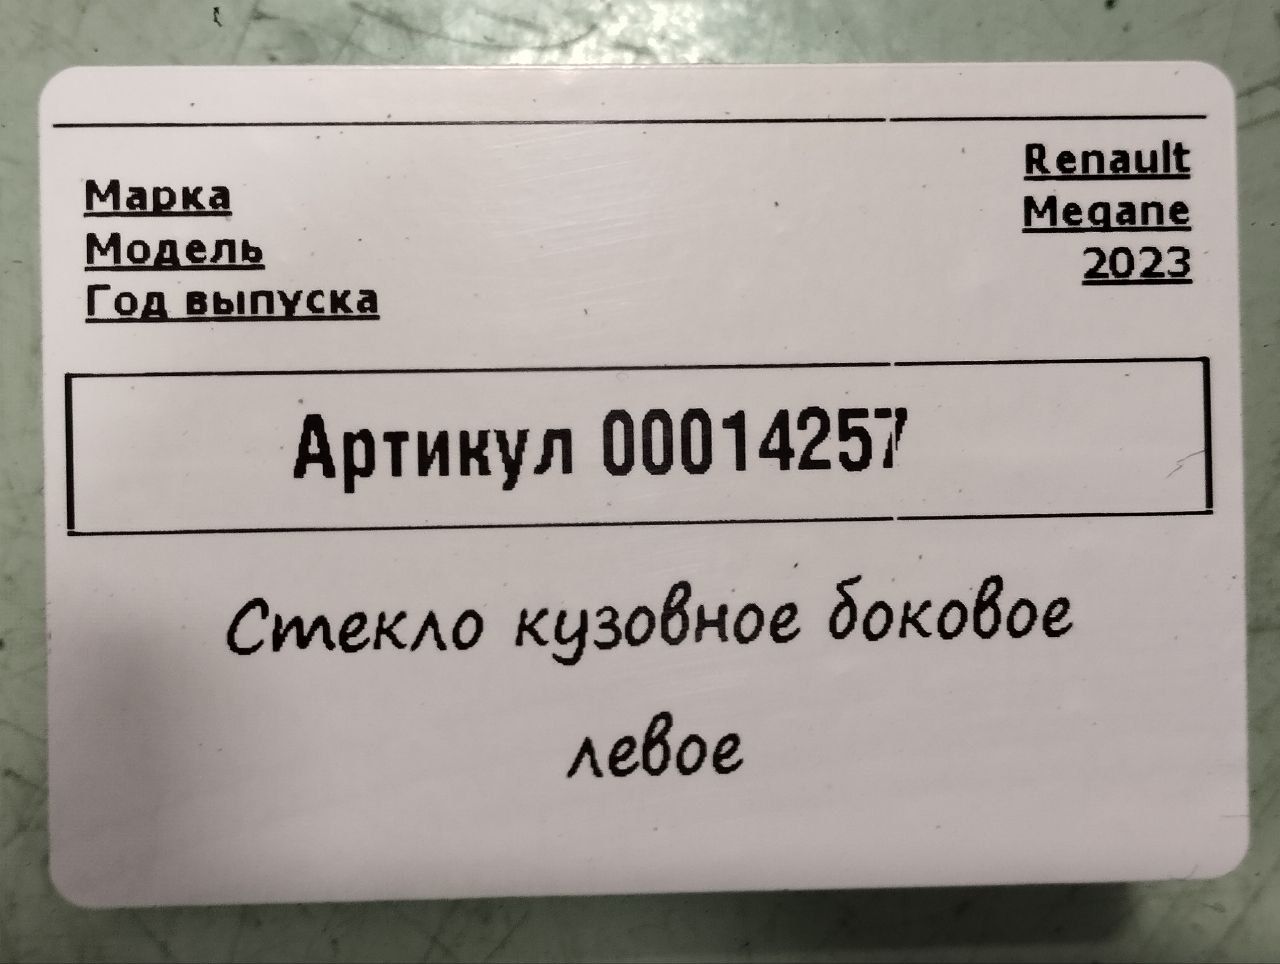 Марка
Модель
Год выпуска
Renault
Megane
2023
Артикул 00014257
Стекло кузовное боковое
левое